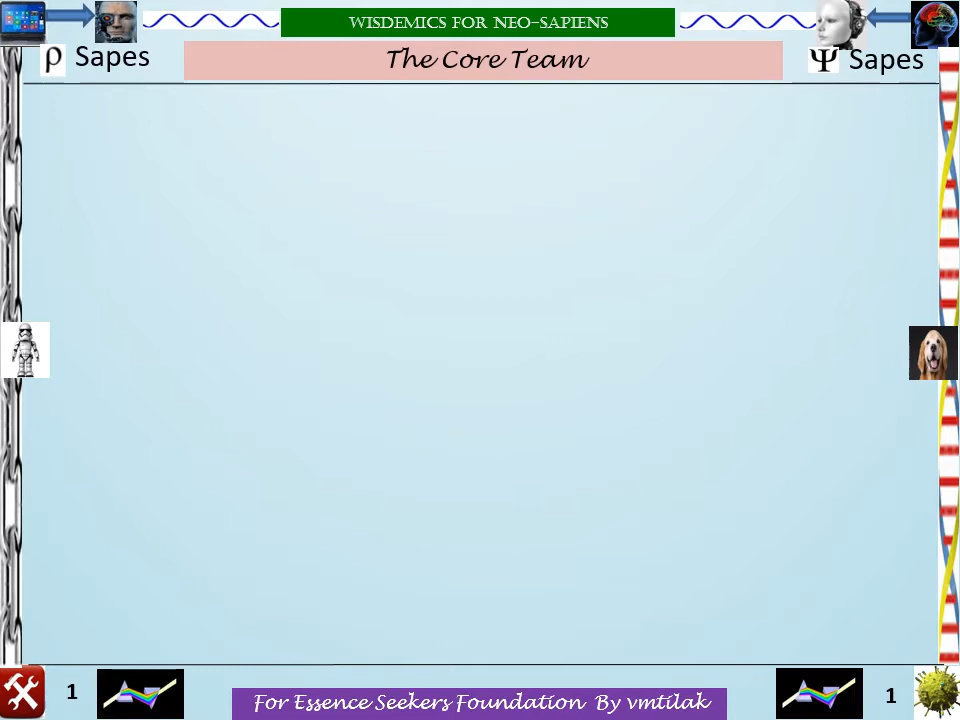 WISDEMICS FOR NEO-SAPIENS
ρ Sapes
The Core Team
Ψ Sapes
1
For Essence Seekers Foundation By vmtilak
1